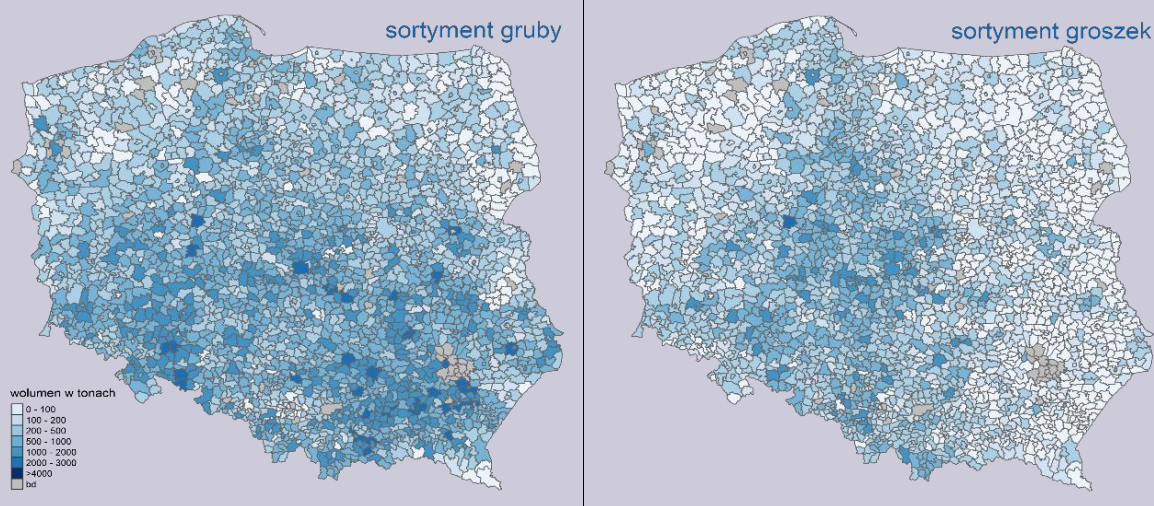 sortyment gruby
sortyment groszek
wolumen w tonach
0 - 100
100 - 200
200 - 500
500 - 1000
1000 - 2000
2000 - 3000
>4000
bd